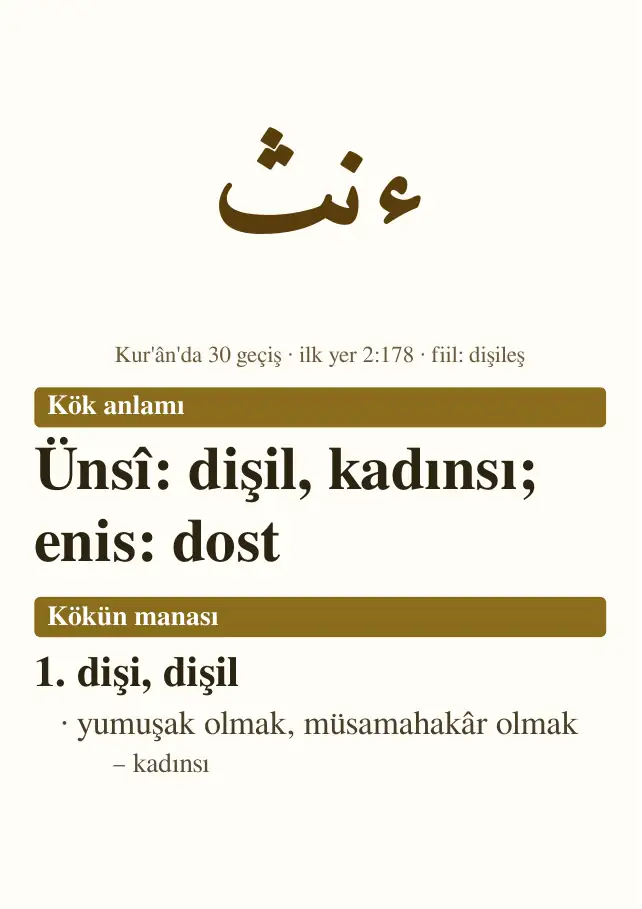 ءنث
Kur'ân'da 30 geçiş · ilk yer 2:178 · fiil: dişileş
Kök anlamı
Ünsî: dişil, kadınsı;
enis: dost
Kökün manası
1. dişi, dişil
· yumuşak olmak, müsamahakâr olmak
– kadınsı